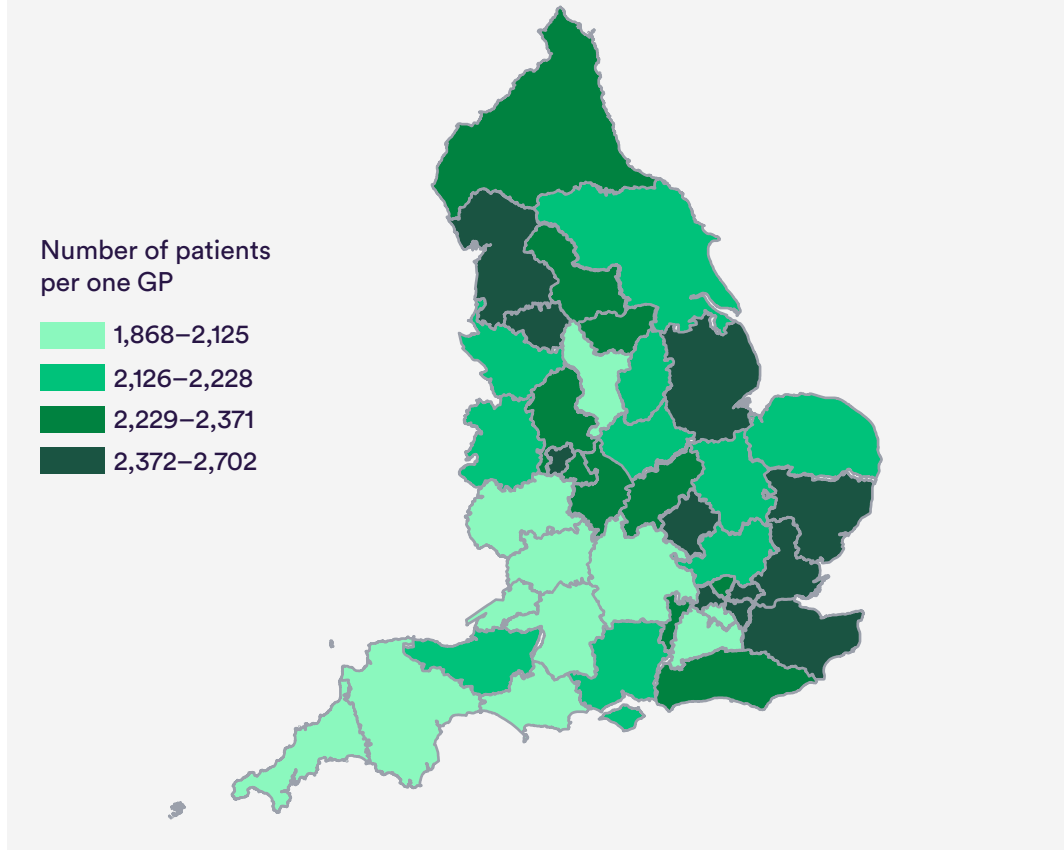 Number of patients
per one GP
1,868–2,125
2,126–2,228
2,229–2,371
2,372–2,702